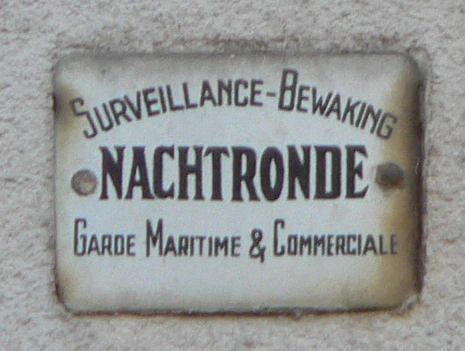 SURVEILLANCE-BEWAKING
NACHTRONDE
GARDE MARITIME & COMMERCIALE